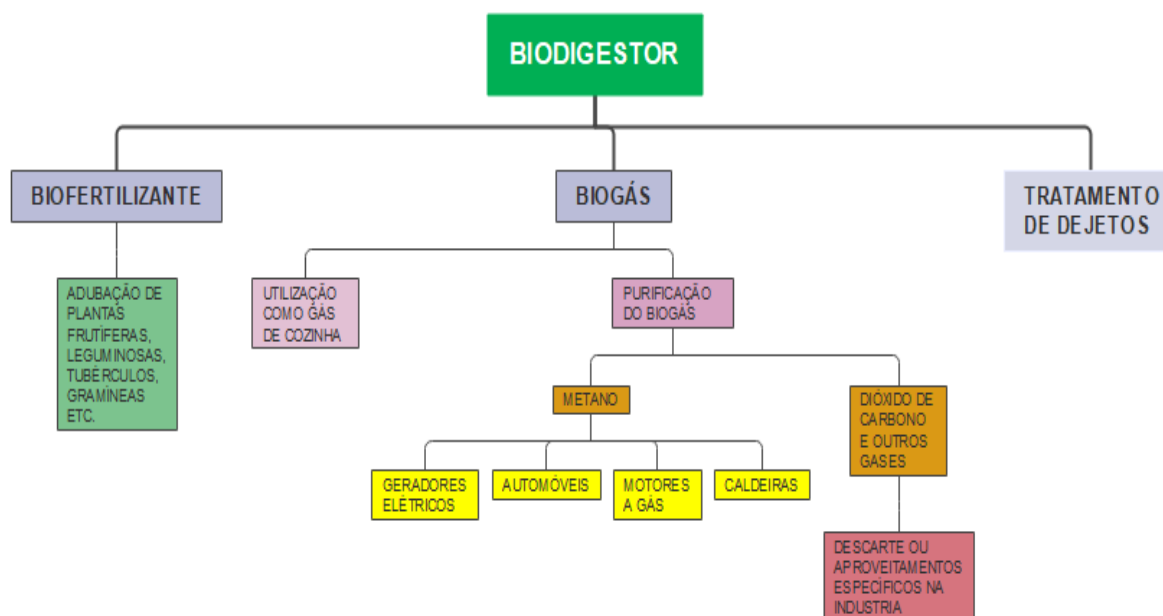 BIODIGESTOR
BIOFERTILIZANTE
BIOGÁS
TRATAMENTO
DE DEJETOS
ADUBAÇÃO DE
PLANTAS
FRUTÍFERAS,
LEGUMINOSAS,
TUBÉRCULOS,
GRAMÍNEAS
ETC.
UTILIZAÇÃO
COMO GÁS
DE COZINHA
PURIFICAÇÃO
DO BIOGÁS
METANO
DIÓXIDO DE
CARBONO
E OUTROS
GASES
GERADORES
ELÉTRICOS
AUTOMÓVEIS
MOTORES
A GÁS
CALDEIRAS
DESCARTE OU
APROVEITAMENTOS
ESPECÍFICOS NA
INDUSTRIA